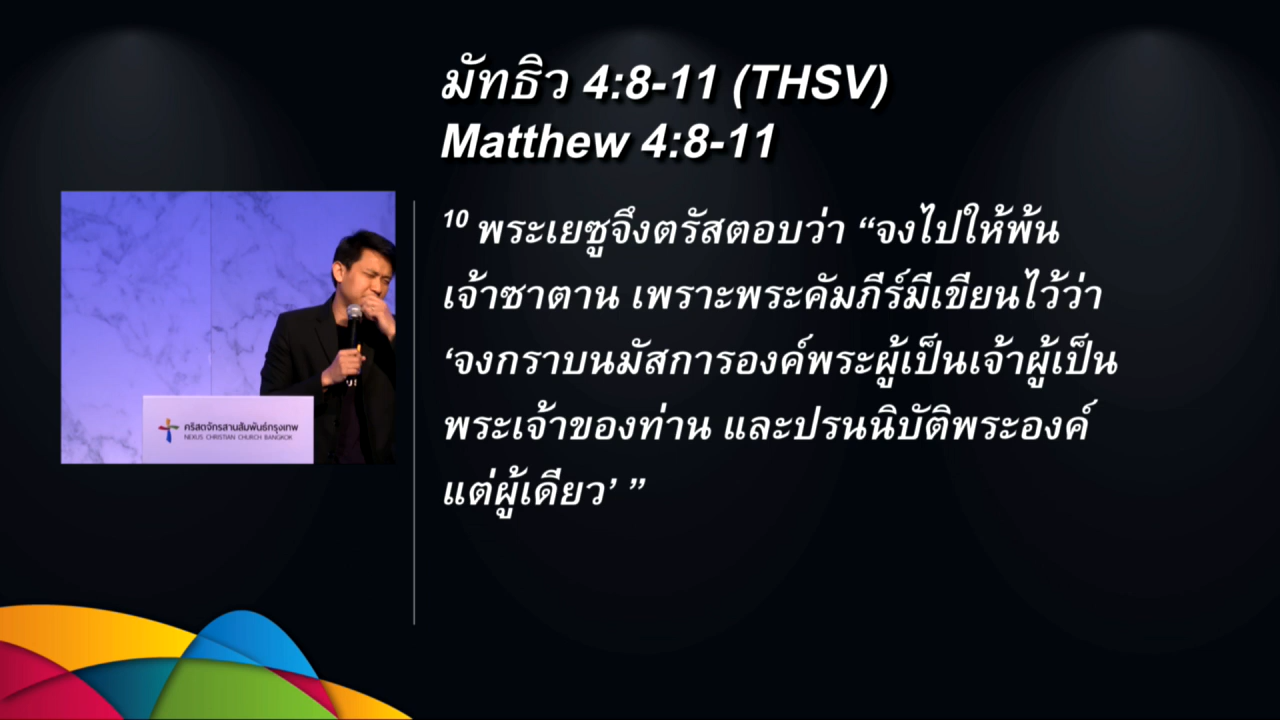 มัทธิว 4:8-11 (THSV)
Matthew 4:8-11
10 พระเยซูจึงตรัสตอบว่า “จงไปให้พ้น
เจ้าซาตาน เพราะพระคัมภีร์มีเขียนไว้ว่า
‘จงกราบนมัสการองค์พระผู้เป็นเจ้าผู้เป็น
พระเจ้าของท่าน และปรนนิบัติพระองค์
แต่ผู้เดียว’ ”
คริสตจักรสานสัมพันธ์กรุงเทพ
NEXUS CHRISTIAN CHURCH BANGKOK